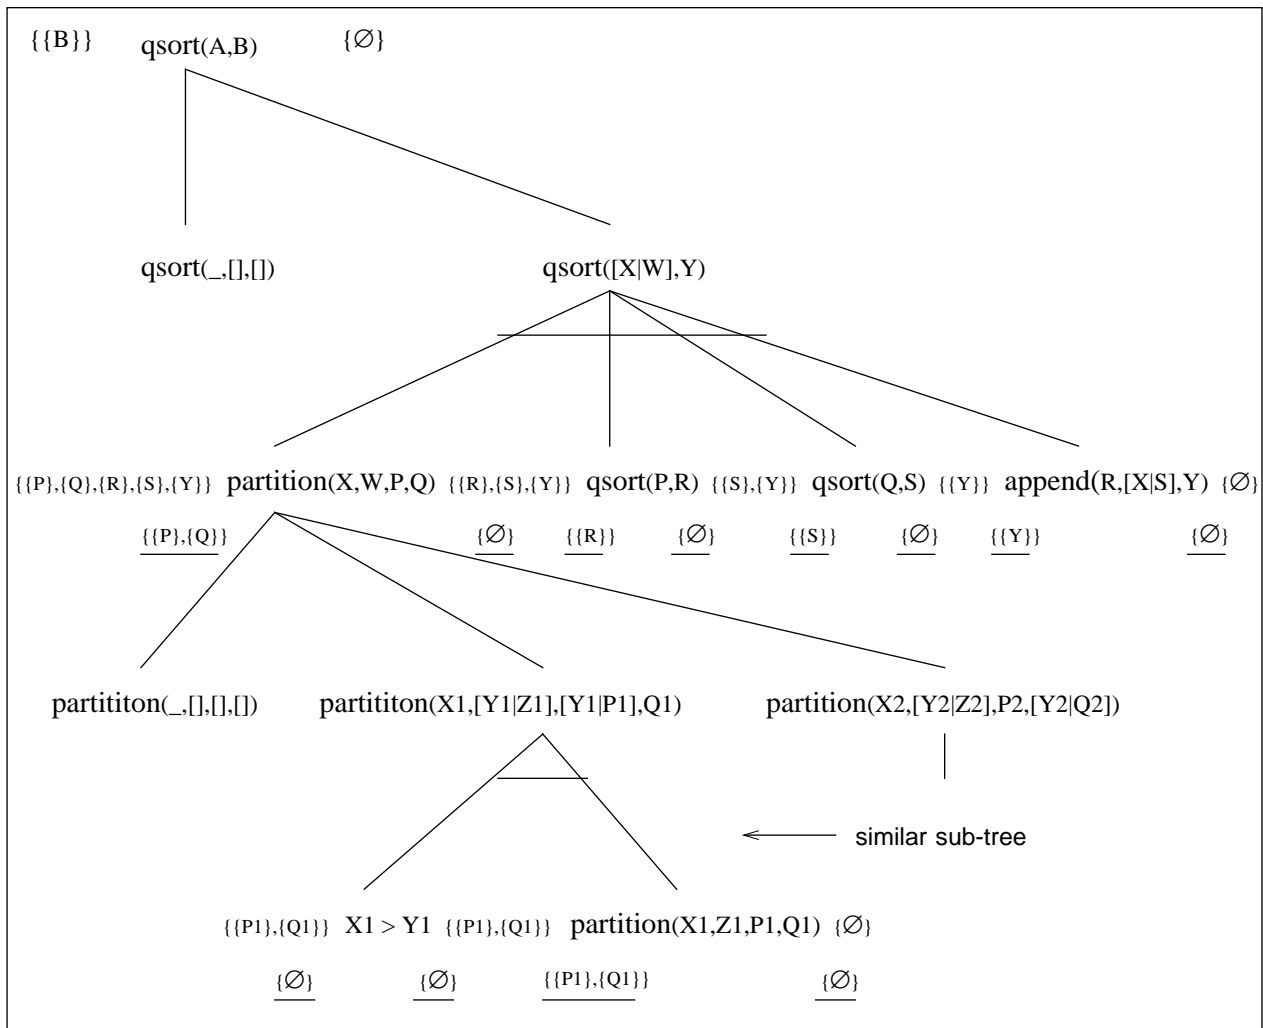 {{B}} qsort(A,B) {∅}
qsort(_,[],[]) qsort([X|W],Y)
{{P},{Q},{R},{S},{Y}} partition(X,W,P,Q) {{R},{S},{Y}} qsort(P,R) {{S},{Y}} qsort(Q,S) {{Y}} append(R,[X|S],Y) {∅}
{{P},{Q}} {∅} {{R}} {∅} {{S}} {∅} {{Y}} {∅}
partititon(_,[],[],[]) partititon(X1,[Y1|Z1],[Y1|P1],Q1) partition(X2,[Y2|Z2],P2,[Y2|Q2])
similar sub-tree
{{P1},{Q1}} X1 > Y1 {{P1},{Q1}} partition(X1,Z1,P1,Q1) {∅}
{∅} {∅} {{P1},{Q1}} {∅}